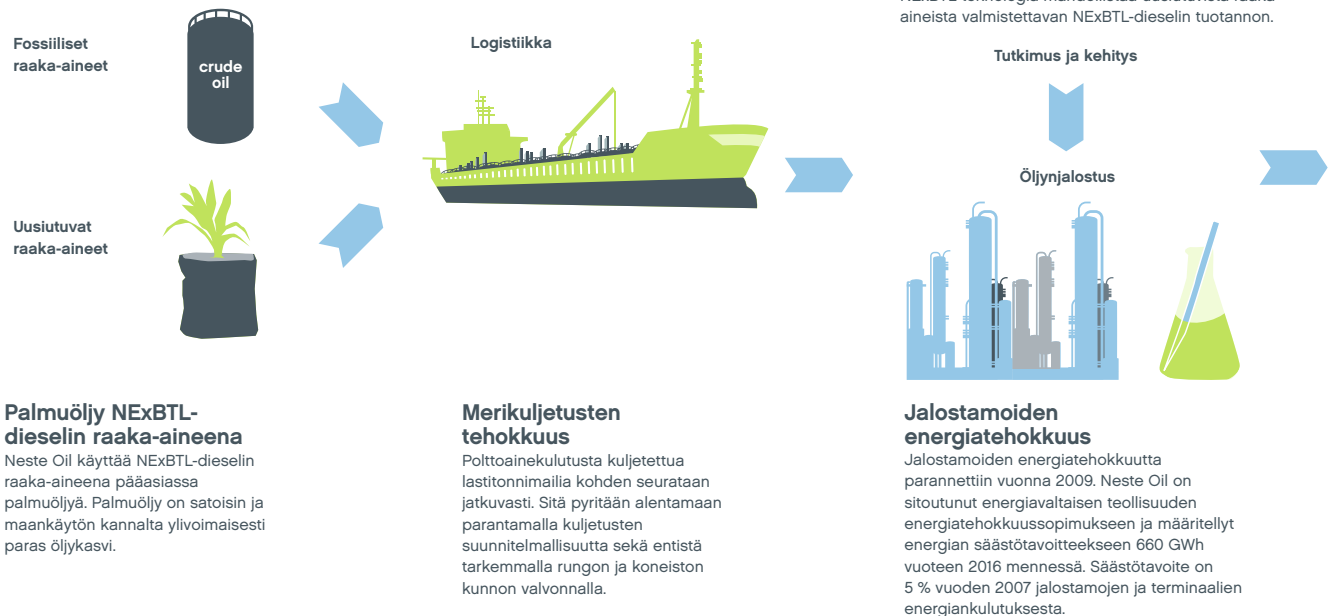 aineista valmistettavan NExBTL-dieselin tuotannon.
Fossiiliset
raaka-aineet
crude
oil
Logistiikka
Tutkimus ja kehitys
Öljynjalostus
Uusiutuvat
raaka-aineet
Palmuöljy NExBTL-
dieselin raaka-aineena
Neste Oil käyttää NExBTL-dieselin
raaka-aineena pääasiassa
palmuöljyä. Palmuöljy on satoisin ja
maankäytön kannalta ylivoimaisesti
paras öljykasvi.
Merikuljetusten
tehokkuus
Polttoainekulutusta kuljetettua
lastitonnimailia kohden seurataan
jatkuvasti. Sitä pyritään alentamaan
parantamalla kuljetusten
suunnitelmallisuutta sekä entistä
tarkemmalla rungon ja koneiston
kunnon valvonnalla.
Jalostamoiden
energiatehokkuus
Jalostamoiden energiatehokkuutta
parannettiin vuonna 2009. Neste Oil on
sitoutunut energiavaltaisen teollisuuden
energiatehokkuussopimukseen ja määritellyt
energian säästötavoitteekseen 660 GWh
vuoteen 2016 mennessä. Säästötavoite on
5 % vuoden 2007 jalostamojen ja terminaalien
energiankulutuksesta.